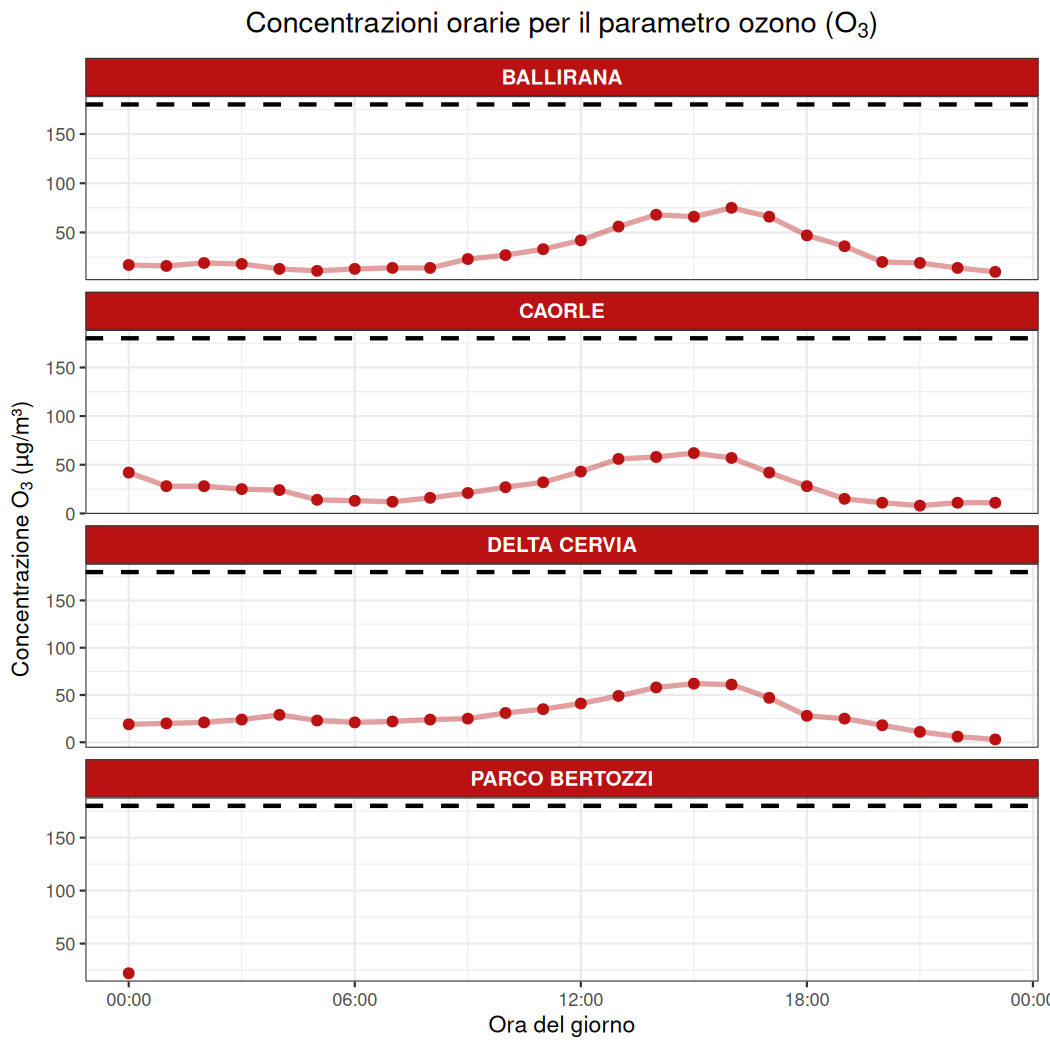 Concentrazioni orarie per il parametro ozono (O₃)
BALLIRANA
150
100
50
CAORLE
150
100
50
0
DELTA CERVIA
150
100
50
0
PARCO BERTOZZI
150
100
50
00:00 06:00 12:00 18:00 00:0
Ora del giorno
Concentrazione O₃ (µg/m³)